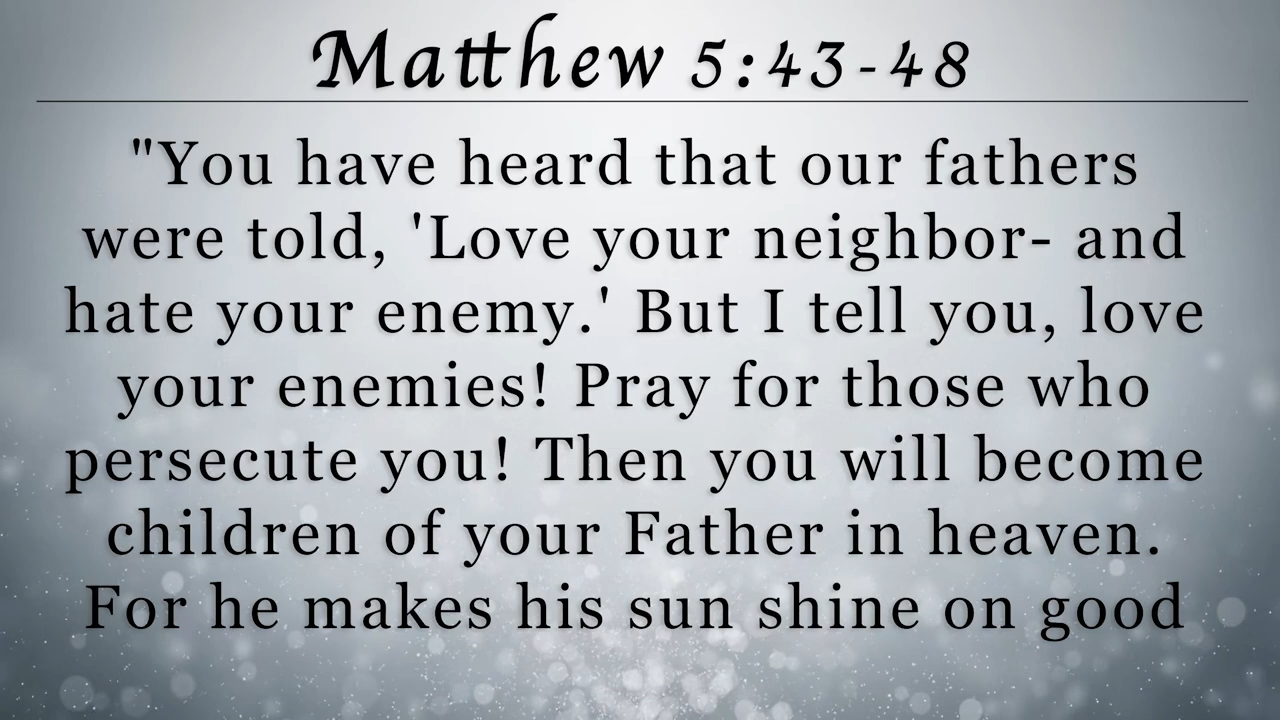 Matthew 5:43-48
"You have heard that our fathers
were told, 'Love your neighbor- and
hate your enemy.' But I tell you, love
your enemies! Pray for those who
persecute you! Then you will become
children of your Father in heaven.
For he makes his sun shine on good